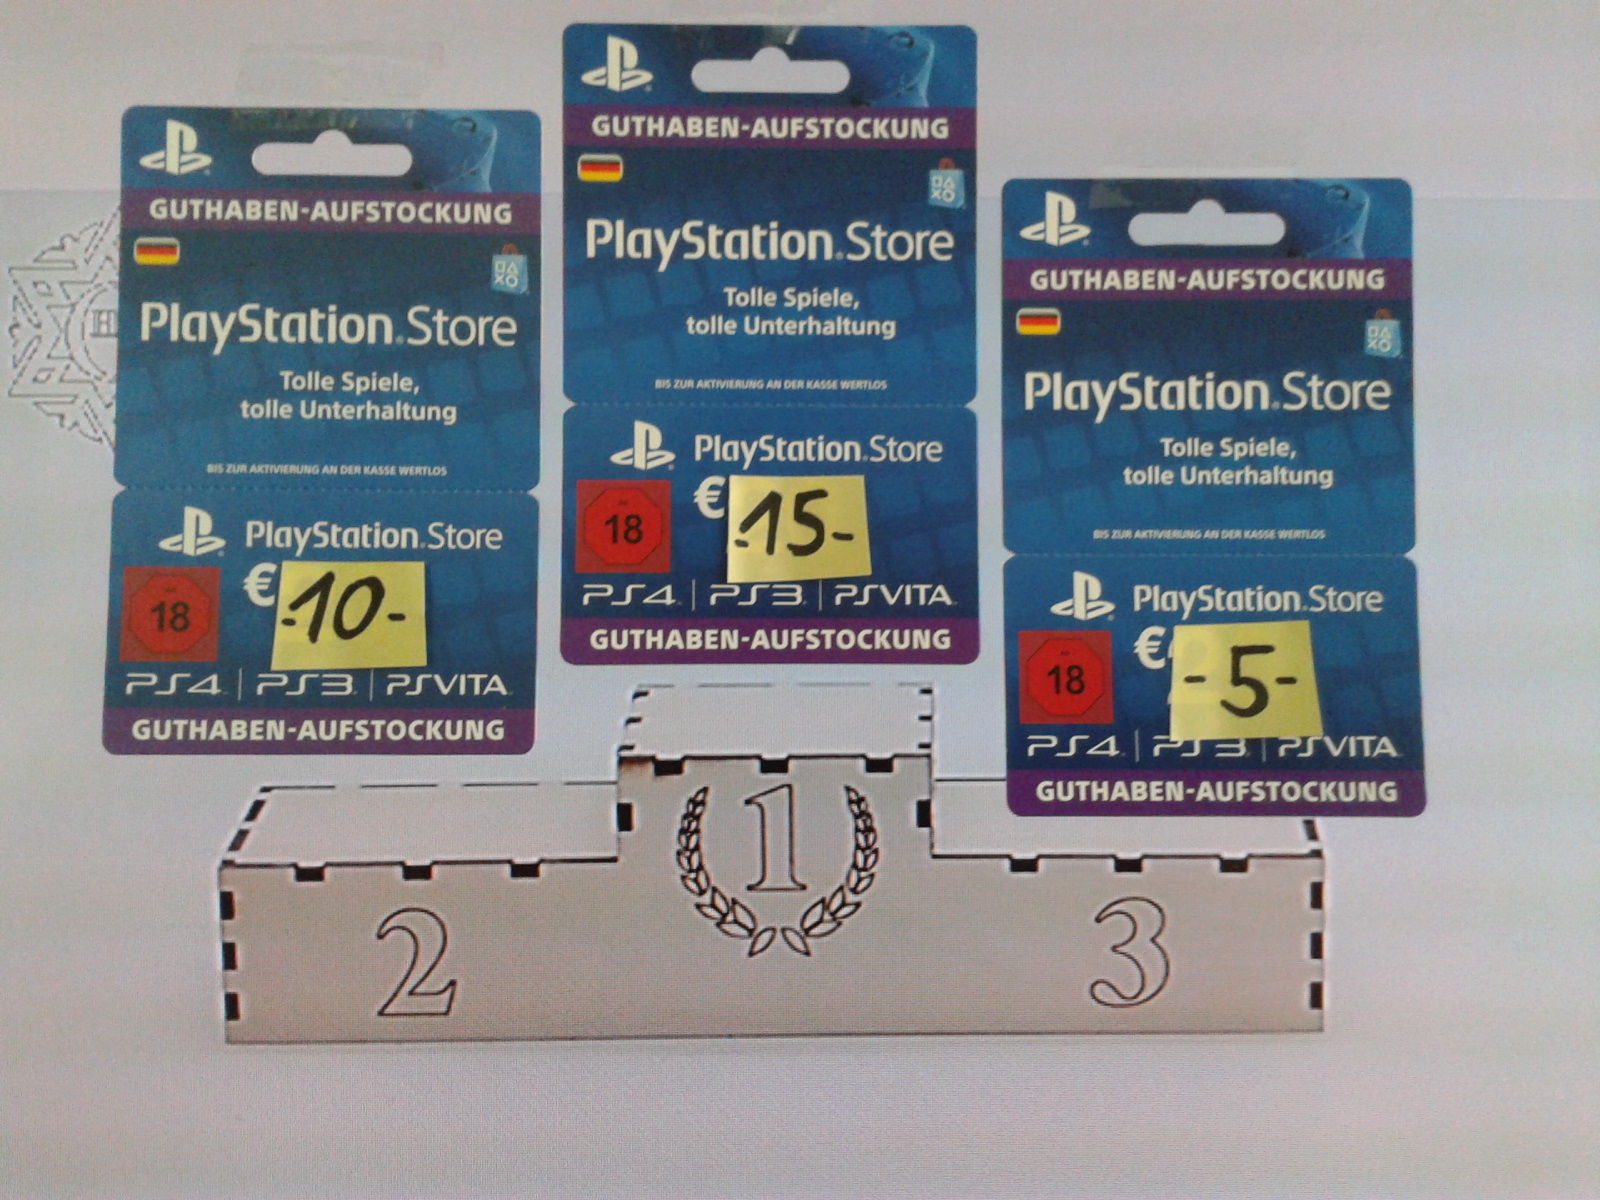 GUTHABEN-AUFSTOCKUNG
PlayStation.Store
Tolle Spiele,
tolle Unterhaltung
BIS ZUR AKTIVIERUNG AN DER KASSE WERTLOS
PlayStation.Store
18
€ -10-
PS4 | PS3 | PSVITA
GUTHABEN-AUFSTOCKUNG
GUTHABEN-AUFSTOCKUNG
PlayStation.Store
Tolle Spiele,
tolle Unterhaltung
BIS ZUR AKTIVIERUNG AN DER KASSE WERTLOS
PlayStation.Store
18
€ -15-
PS4 | PS3 | PSVITA
GUTHABEN-AUFSTOCKUNG
GUTHABEN-AUFSTOCKUNG
PlayStation.Store
Tolle Spiele,
tolle Unterhaltung
BIS ZUR AKTIVIERUNG AN DER KASSE WERTLOS
PlayStation.Store
18
€ -5-
PS4 | PS3 | PSVITA
GUTHABEN-AUFSTOCKUNG
1
2
3